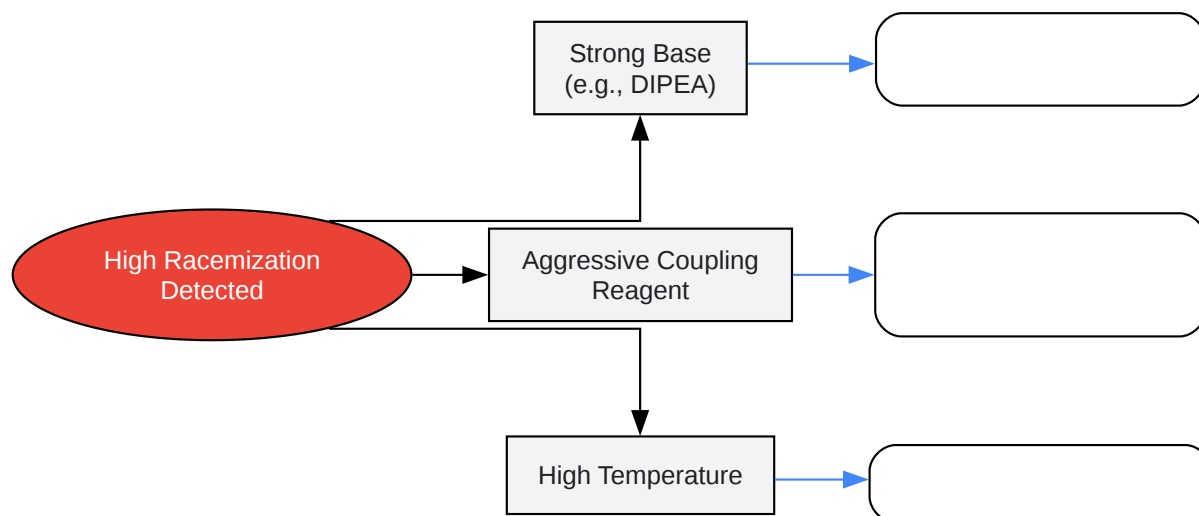 Strong Base
(e.g., DIPEA)
High Racemization
Detected
Aggressive Coupling
Reagent
High Temperature